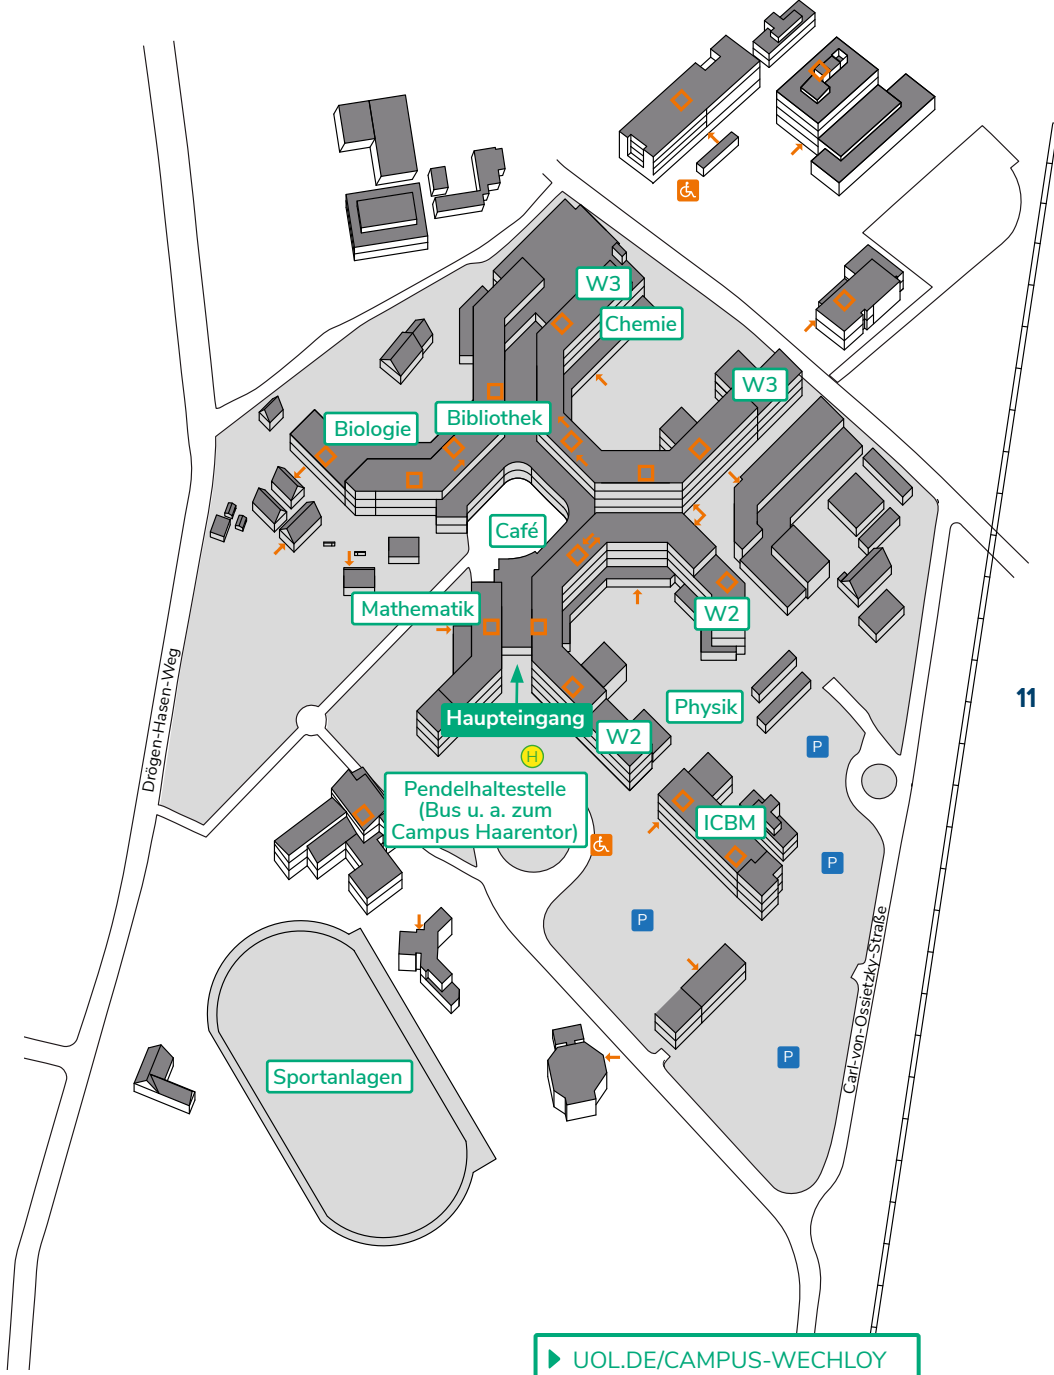 W3
Chemie
W3
Bibliothek
Biologie
Café
Mathematik
W2
Drögen-Hasen-Weg
11
Physik
Haupteingang
W2
P
H
Pendelhaltestelle
(Bus u. a. zum
Campus Haarentor)
ICBM
P
P
Carl-von-Ossietzky-Straße
P
Sportanlagen
UOL.DE/CAMPUS-WECHLOY